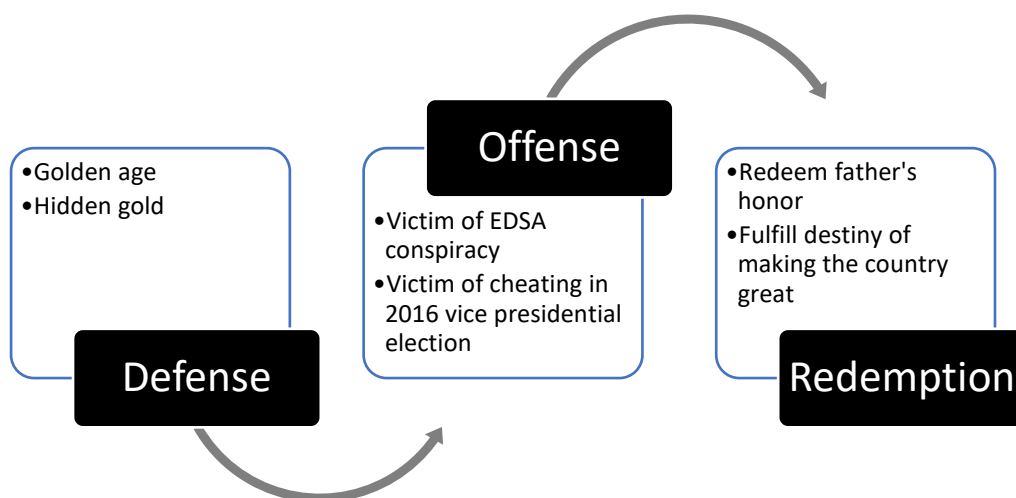 •Golden age
•Hidden gold
Defense
Offense
•Victim of EDSA
conspiracy
•Victim of cheating in
2016 vice presidential
election
•Redeem father's
honor
•Fulfill destiny of
making the country
great
Redemption